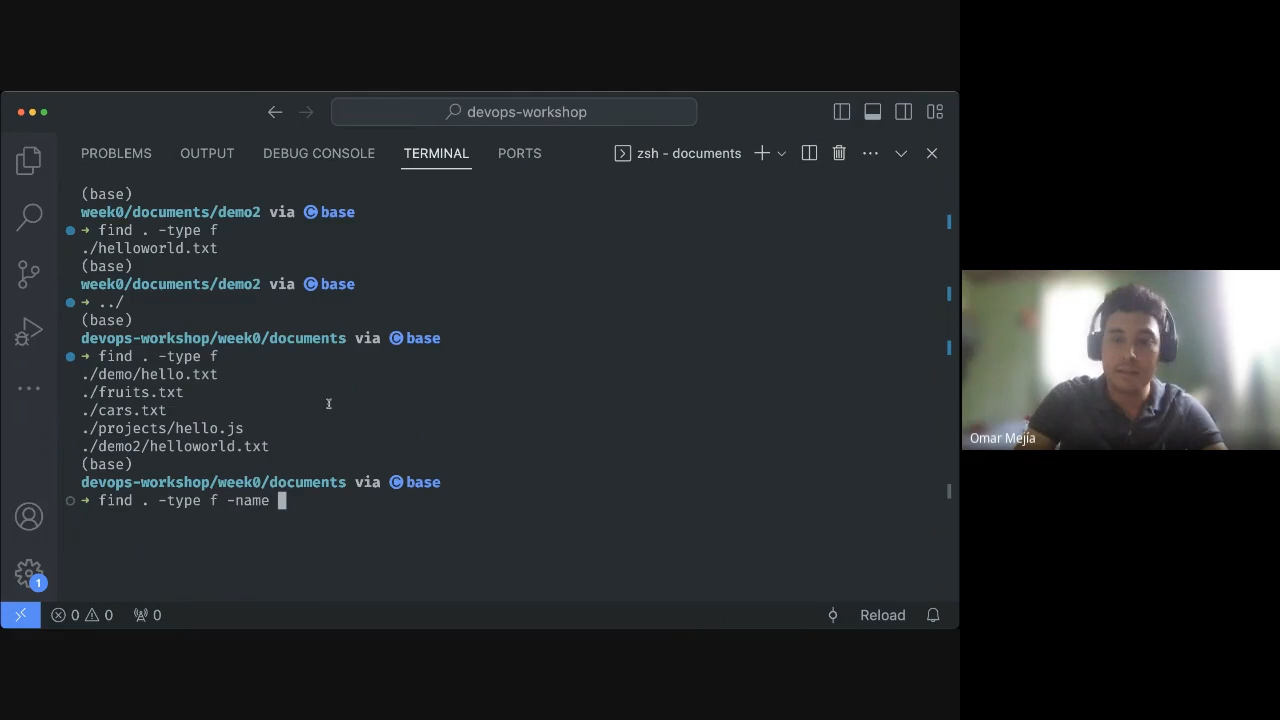 devops-workshop
PROBLEMS OUTPUT DEBUG CONSOLE TERMINAL PORTS zsh - documents
(base)
week0/documents/demo2 via C base
➜ find . -type f
./helloworld.txt
(base)
week0/documents/demo2 via C base
➜ ../
(base)
devops-workshop/week0/documents via C base
➜ find . -type f
./demo/hello.txt
./fruits.txt
./cars.txt
./projects/hello.js
./demo2/helloworld.txt
(base)
devops-workshop/week0/documents via C base
➜ find . -type f -name
1
0 0 0 Reload
Omar Mejía